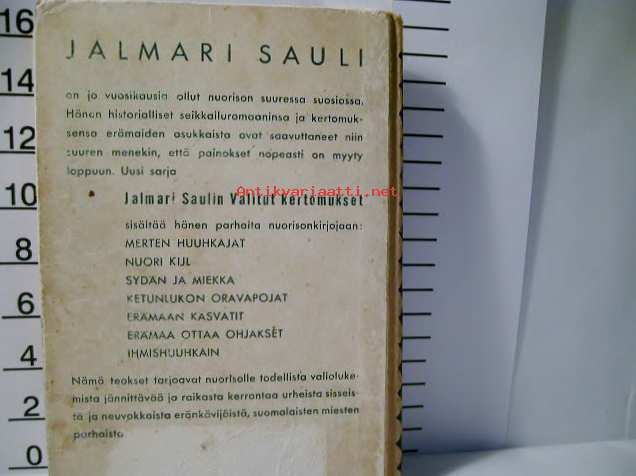 JALMARI SAULI
on jo vuosikausia ollut nuorison suuressa suosiossa.
Hänen historialliset seikkailuromaaninsa ja kertomuk-
sensa erämaiden asukkaista ovat saavuttaneet niin
suuren menekin, että painokset nopeasti on myyty
loppuun. Uusi sarja
Jalmari Saulin Valitut kertomukset
sisältää hänen parhaita nuorisonkirjojaan:
MERTEN HUUHKAJAT
NUORI KIJL
SYDÄN JA MIEKKA
KETUNLUKON ORAVAPOJAT
ERÄMAAN KASVATIT
ERÄMAA OTTAA OHJAKSET
IHMISHUUHKAIN
Nämä teokset tarjoavat nuorisolle todellista valioluke-
mista jännittävää ja raikasta kerrontaa urheista sisseis-
tä ja neuvokkaista eränkävijöistä, suomalaisten miesten
parhaista
Antikvariaatti.net
16
14
12
10
8
6
4
2
0